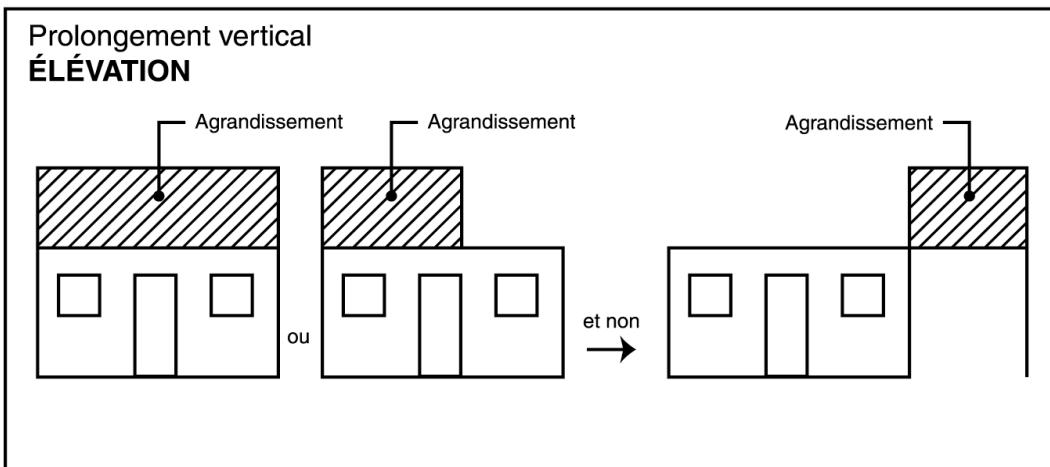 Prolongement vertical
ÉLÉVATION
Agrandissement
Agrandissement
Agrandissement
ou
et non